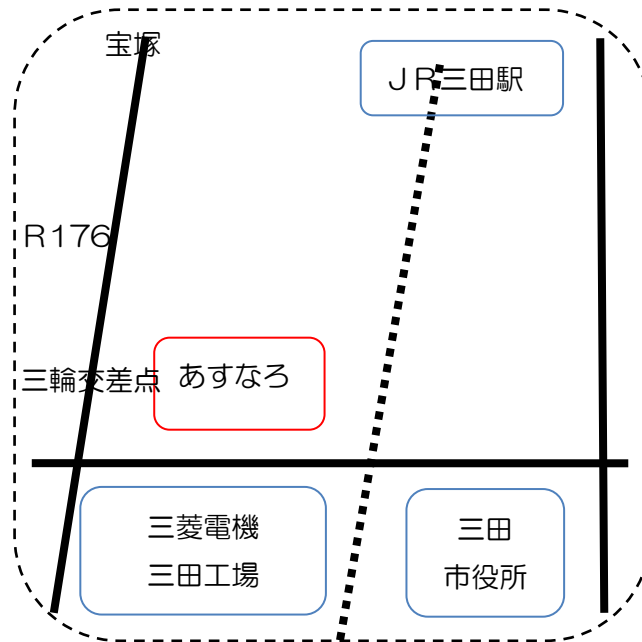 宝塚
ＪＲ三田駅
Ｒ176
三輪交差点
あすなろ
三菱電機
三田工場
三田
市役所